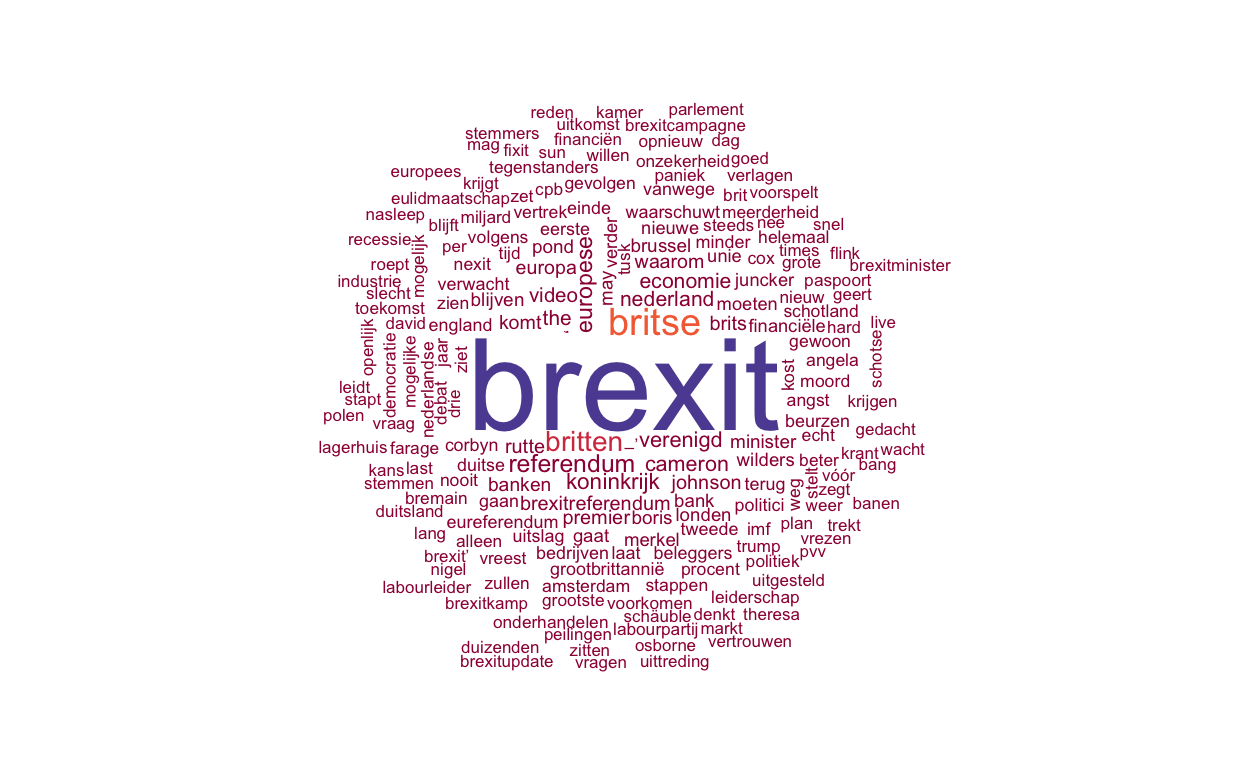 reden kamer parlement
uitkomst brexitcampagne
stemmers financiën opnieuw dag
mag fixit sun willen onzekerheid goed
europees tegenstanders paniek verlagen
krijgt cpb gevolgen vanwege brit voorspelt
eulidmaatschap zet
nasleep blijft miljard vertrek einde waarschuwt meerderheid
recessie volgens eerste verder nieuwe steeds nee snel
mogelijk per tijd pond tusk brussel minder helemaal
roept nexit europa europese may waarom unie cox times grote flink brexitminister
industrie verwacht economie juncker paspoort
slecht zien blijven video nederland moeten nieuw geert
toekomst komt the britse brits financiële schotland
david england hard live
openlijk democratie mogelijke nederlandse jaar ziet brexit gewoon schotse
leidt debat drie kost angela
stapt moord
polen vraag angst krijgen
beurzen gedacht
lagerhuis farage corbyn rutte britten verenigd minister echt
kans last duitse referendum cameron wilders beter krant wacht
stemmen nooit banken koninkrijk johnson terug weg stelt vóór bang
bremain gaan brexitreferendum bank politici zegt
duitsland eureferendum premier boris londen weer banen
lang alleen uitslag gaat merkel tweede imf plan trekt
brexit' vreest bedrijven laat beleggers trump vrezen
nigel grootbrittannië procent politiek pvv
labourleider zullen amsterdam stappen uitgesteld
brexitkamp grootste voorkomen leiderschap
onderhandelen schäuble denkt theresa
peilingen labourpartij markt
duizenden zitten osborne vertrouwen
brexitupdate vragen uittreding